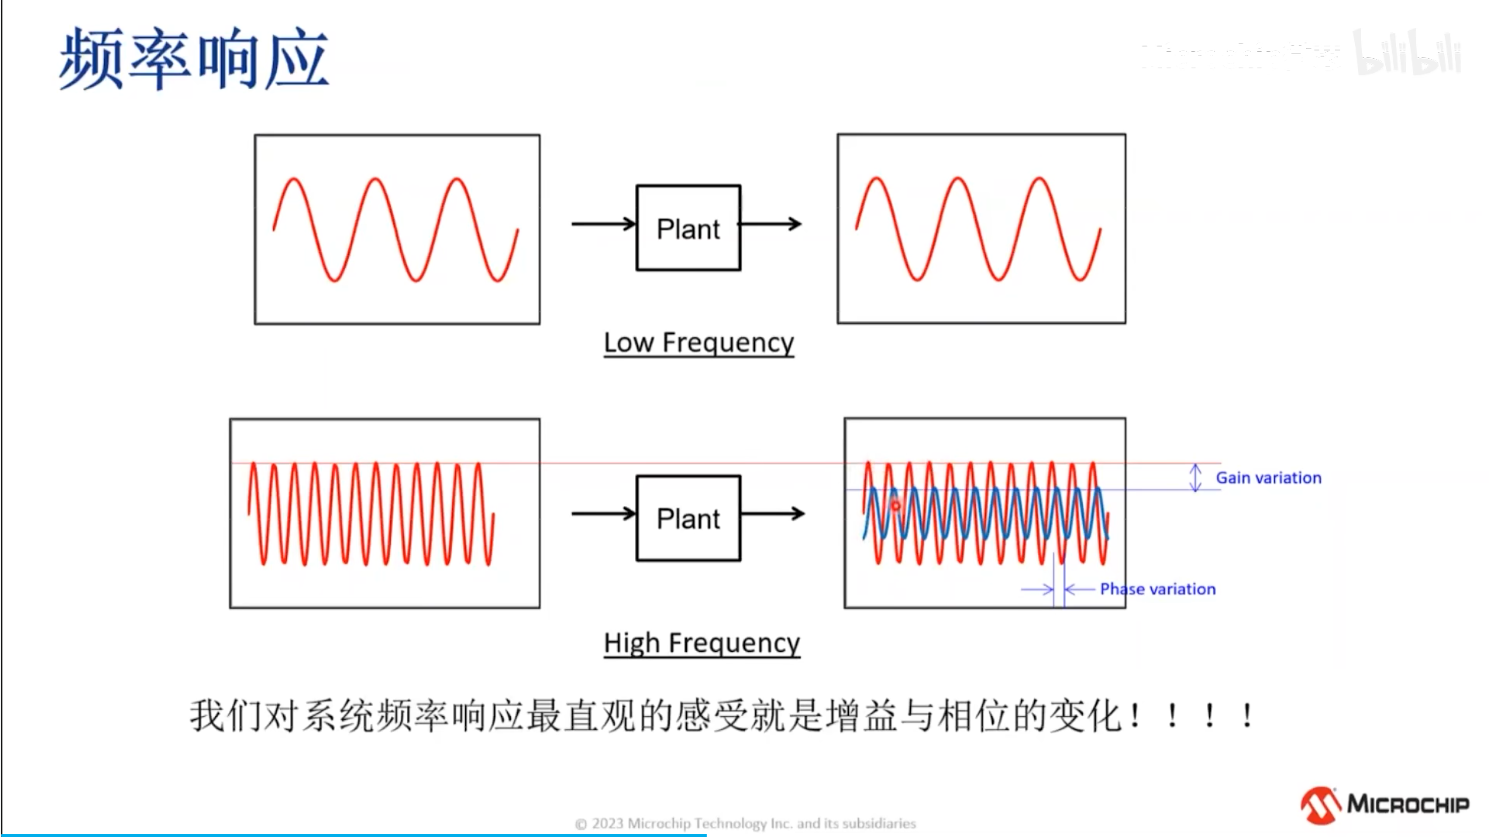 频率响应
bilibili
Plant
Low Frequency
Gain variation
Plant
Phase variation
High Frequency
我们对系统频率响应最直观的感受就是增益与相位的变化！！！！
MICROCHIP
© 2023 Microchip Technology Inc. and its subsidiaries